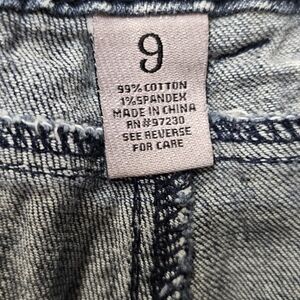 9
99% COTTON
1% SPANDEX
MADE IN CHINA
RN#97230
SEE REVERSE
FOR CARE